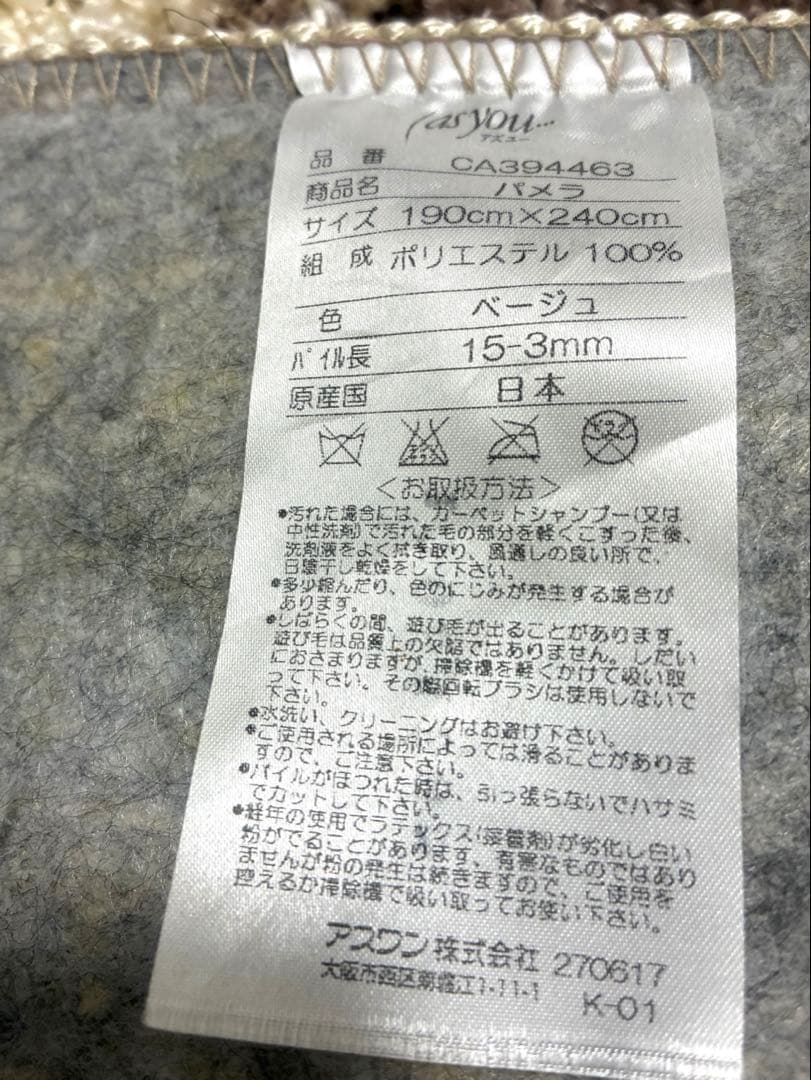 asyou...
アズユー
品番 CA394463
商品名 パメラ
サイズ 190cm×240cm
組成 ポリエステル 100%
色 ベージュ
パイル長 15-3mm
原産国 日本
<お取扱方法>
●汚れた場合には、カーペットシャンプー(又は
中性洗剤)で汚れた毛の部分を軽くこすった後、
洗剤液をよく拭き取り、風通しの良い所で、
日陰干し乾燥をして下さい。
●多少縮んだり、色のにじみが発生する場合が
あります。
●しばらくの間、遊び毛が出ることがあります。
遊び毛は品質上の欠陥ではありません。しだい
におさまりますが、掃除機を軽くかけて吸い取
って下さい。その際回転ブラシは使用しないで
下さい。
●水洗い、クリーニングはお避け下さい。
●ご使用される場所によっては滑ることがありま
すので、ご注意下さい。
●パイルがほつれた時は、引っ張らないでハサミ
でカットして下さい。
●経年の使用でラテックス(接着剤)が劣化し白い
粉がでることがあります、有害なものではあり
ませんが粉の発生は続きますので、ご使用を
控えるか掃除機で吸い取ってお使い下さい。
アスワン株式会社 270617
大阪市西区南堀江1-11-1 K-01